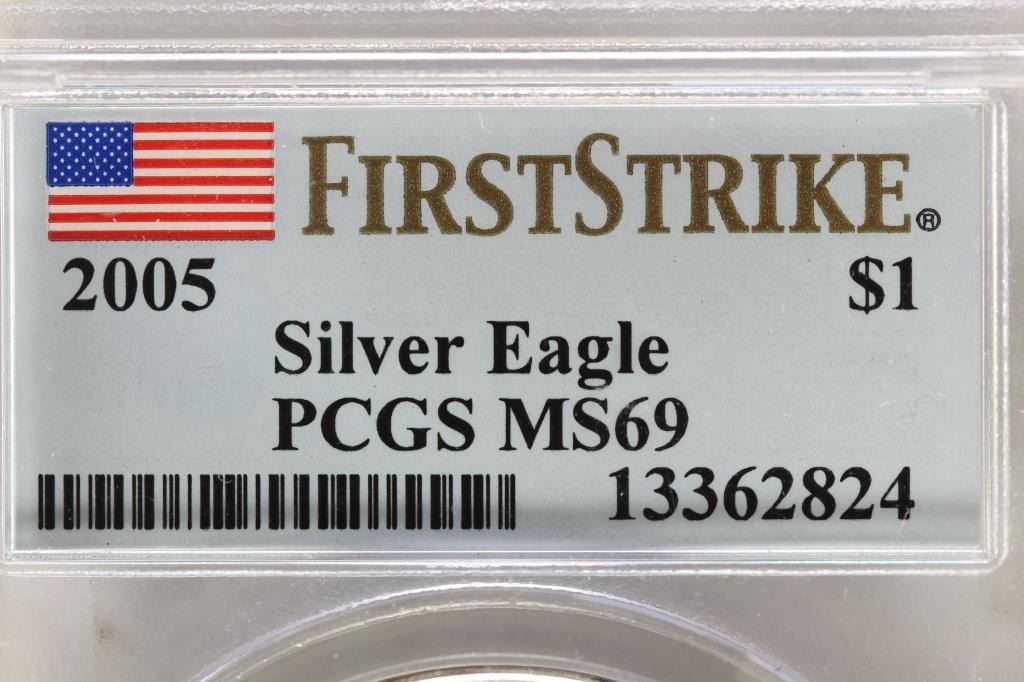 FIRSTSTRIKE®
2005 $1
Silver Eagle
PCGS MS69
13362824